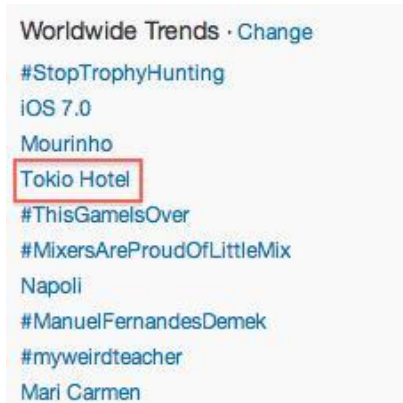 Worldwide Trends · Change
#StopTrophyHunting
iOS 7.0
Mourinho
Tokio Hotel
#ThisGameIsOver
#MixersAreProudOfLittleMix
Napoli
#ManuelFernandesDemek
#myweirdteacher
Mari Carmen